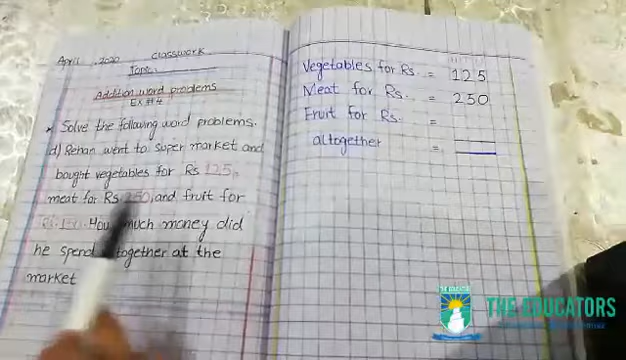 April , 2020 classwork
Topic
Addition word problems
EX # 4
* Solve the following word problems.
d) Rehan went to super market and
bought vegetables for Rs 125,
meat for Rs 250, and fruit for
How much money did
he spend together at the
market
Vegetables for Rs. = 125
Meat for Rs. = 250
Fruit for Rs. =
altogether =
THE EDUCATORS